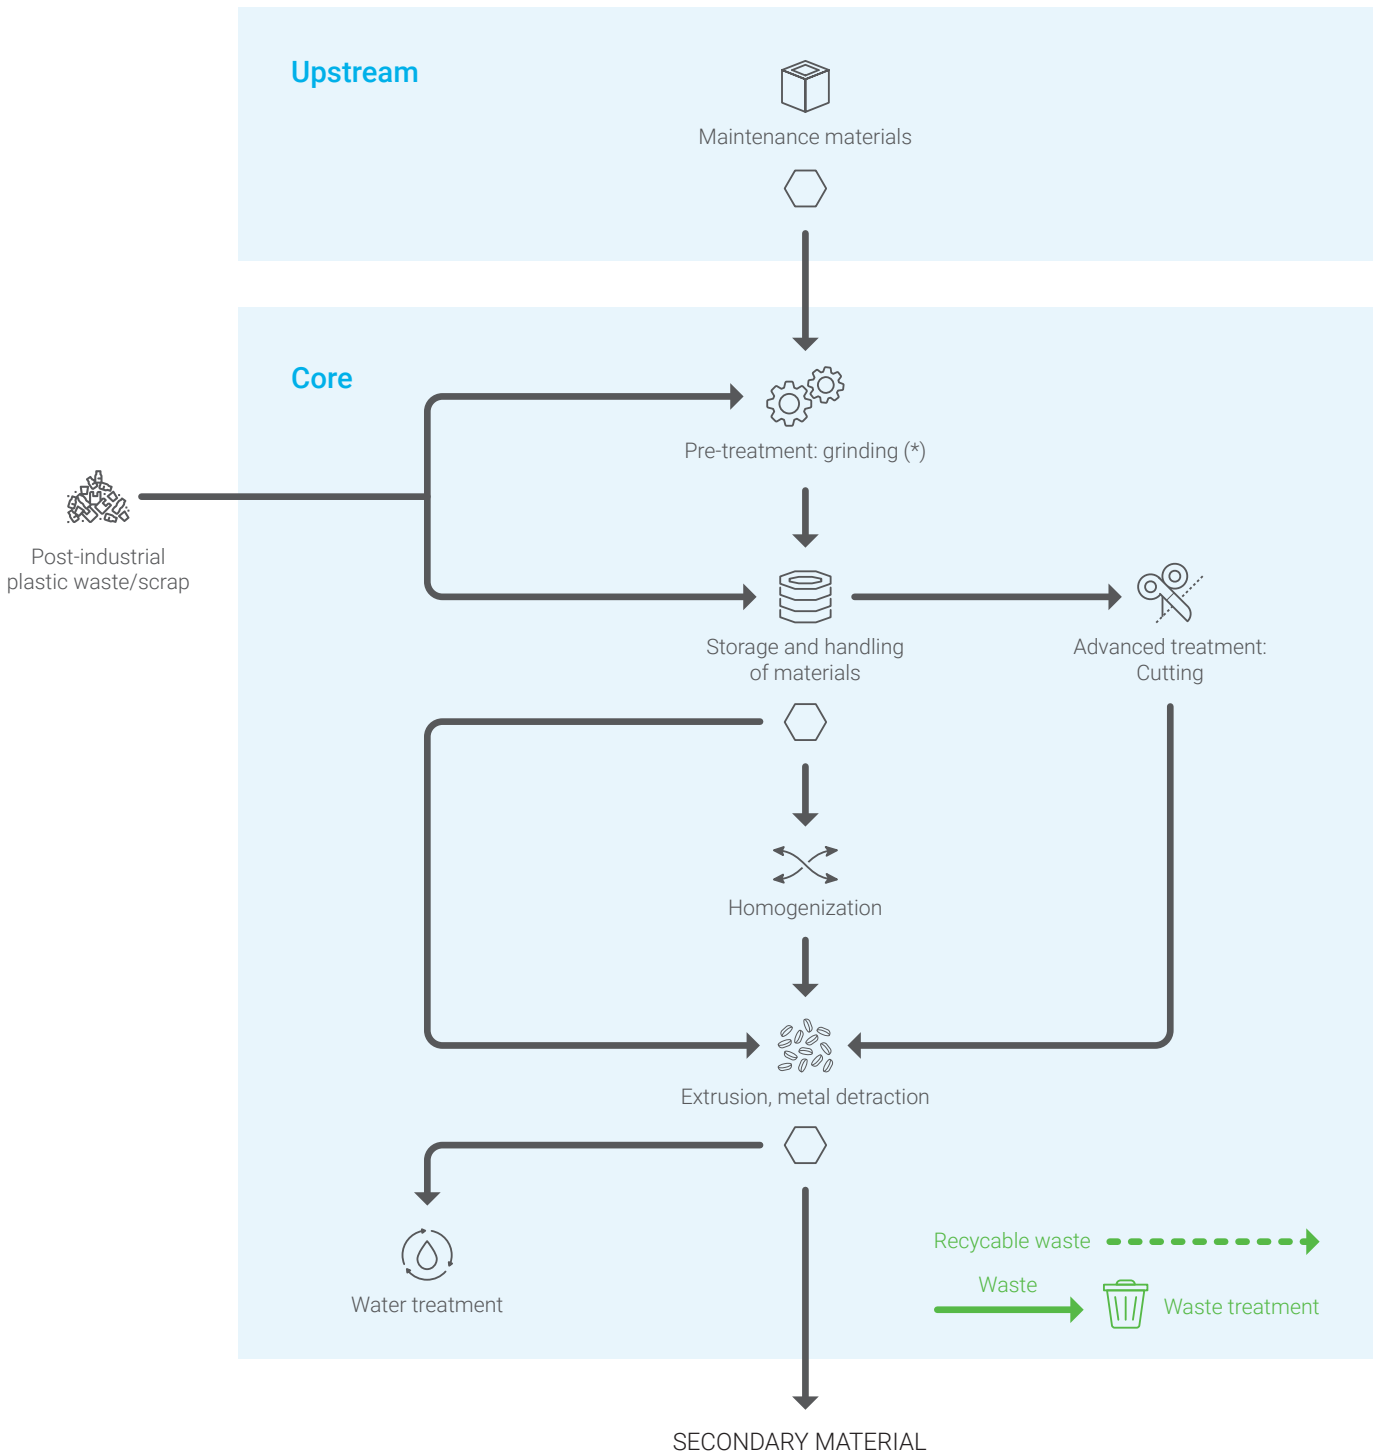 Upstream
Maintenance materials
Core
Pre-treatment: grinding (*)
Post-industrial
plastic waste/scrap
Storage and handling
of materials
Advanced treatment:
Cutting
Homogenization
Extrusion, metal detraction
Water treatment
Recycable waste
Waste
Waste treatment
SECONDARY MATERIAL